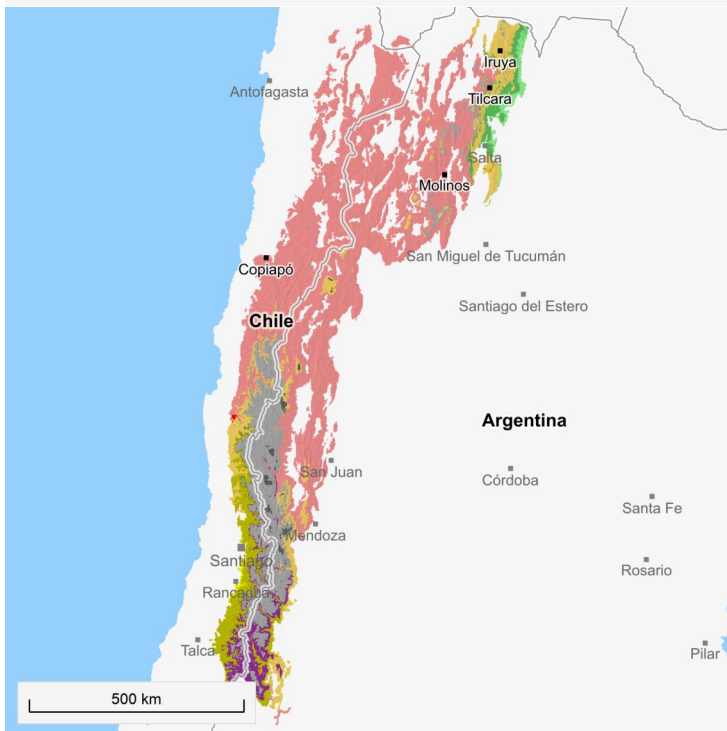 Iruya
Antofagasta
Tilcara
Salta
Molinos
San Miguel de Tucumán
Copiapó
Santiago del Estero
Chile
Argentina
San Juan
Córdoba
Santa Fe
Mendoza
Santiago
Rosario
Rancagua
Talca
Pilar
500 km